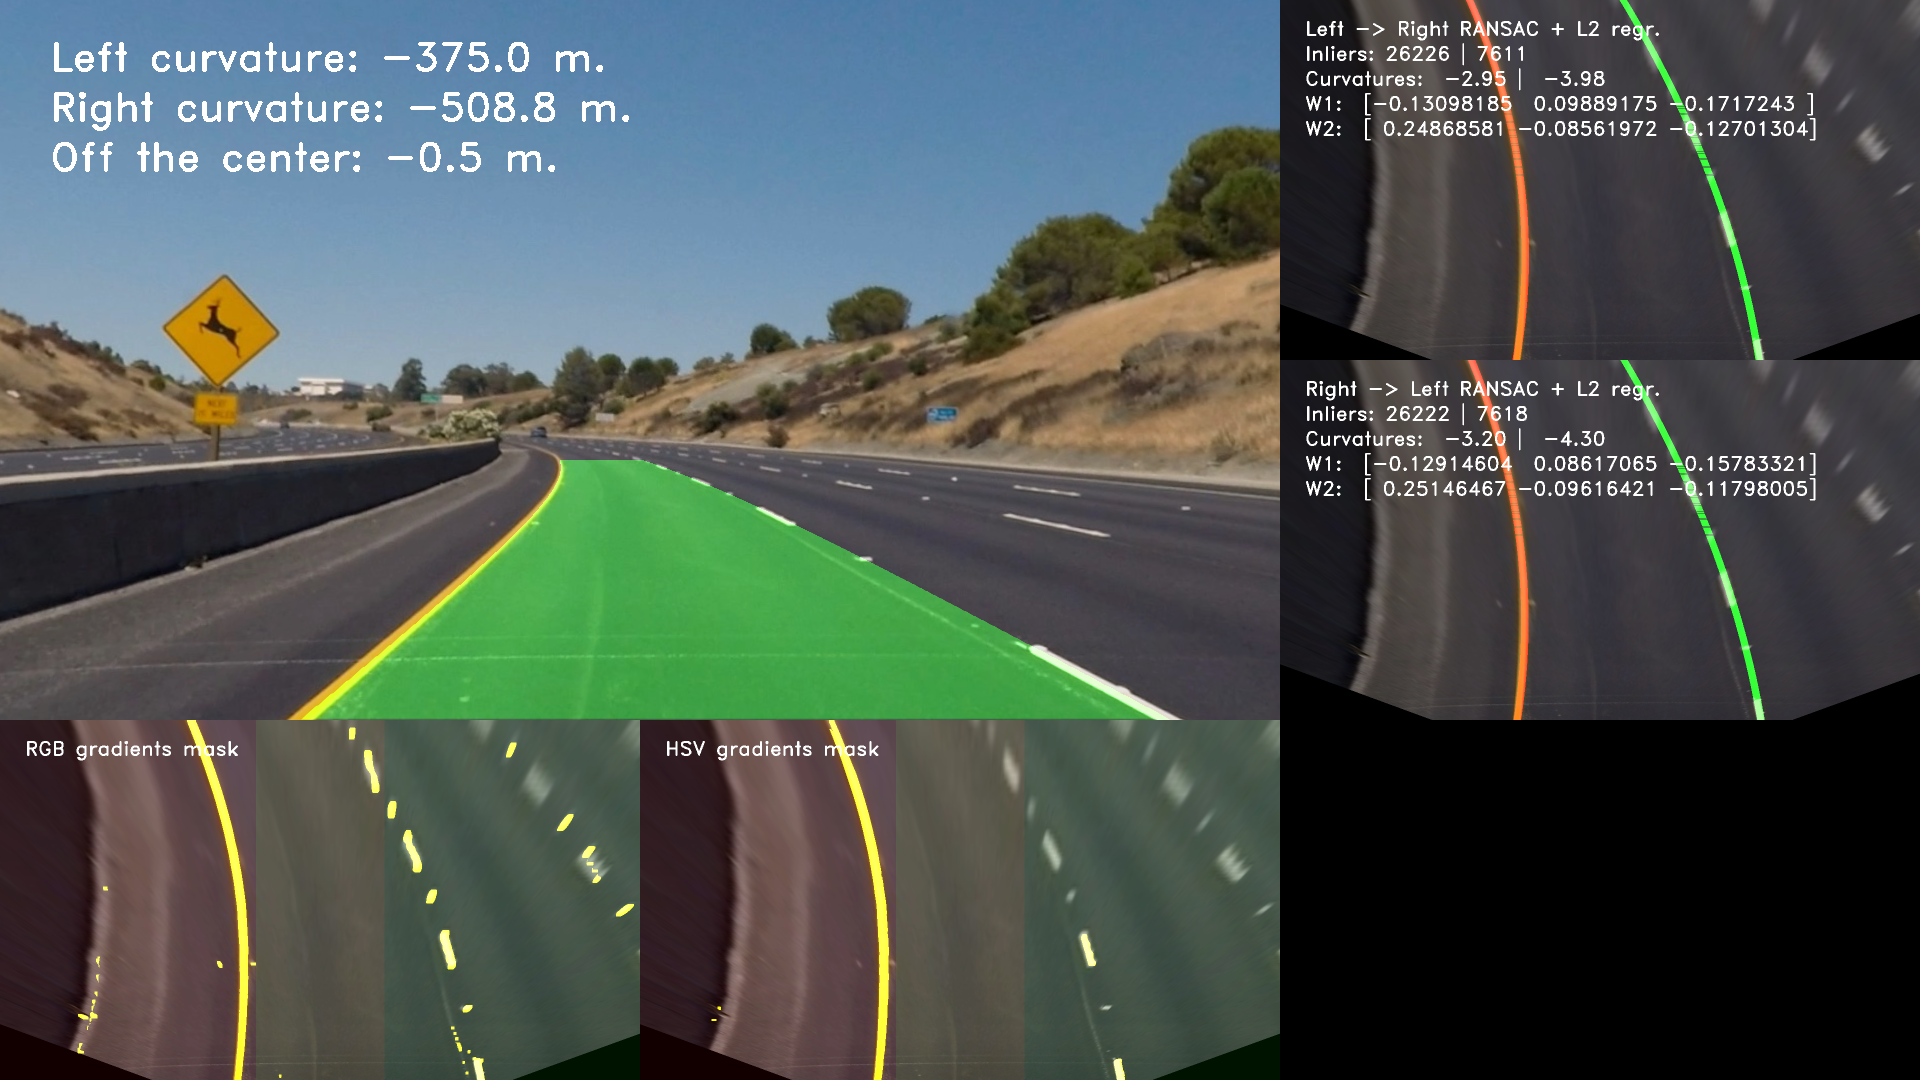 Left curvature: −375.0 m.
Right curvature: −508.8 m.
Off the center: −0.5 m.
Left −> Right RANSAC + L2 regr.
Inliers: 26226 | 7611
Curvatures: −2.95 | −3.98
W1: [−0.13098185 0.09889175 −0.1717243 ]
W2: [ 0.24868581 −0.08561972 −0.12701304]
Right −> Left RANSAC + L2 regr.
Inliers: 26222 | 7618
Curvatures: −3.20 | −4.30
W1: [−0.12914604 0.08617065 −0.15783321]
W2: [ 0.25146467 −0.09616421 −0.11798005]
NEXT
RGB gradients mask
HSV gradients mask